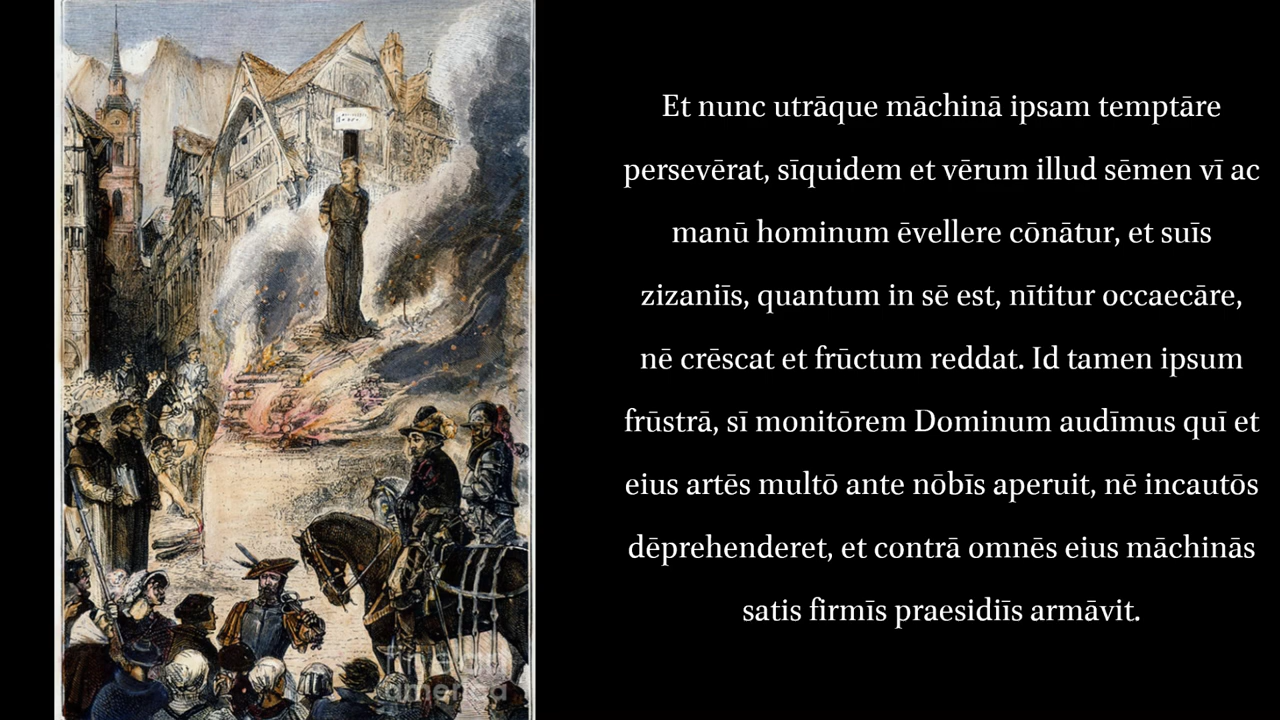 Et nunc utrāque māchinā ipsam temptāre
persevērat, sīquidem et vērum illud sēmen vī ac
manū hominum ēvellere cōnātur, et suīs
zizaniīs, quantum in sē est, nītitur occaecāre,
nē crēscat et frūctum reddat. Id tamen ipsum
frūstrā, sī monitōrem Dominum audīmus quī et
eius artēs multō ante nōbīs aperuit, nē incautōs
dēprehenderet, et contrā omnēs eius māchinās
satis firmīs praesidiīs armāvit.
america